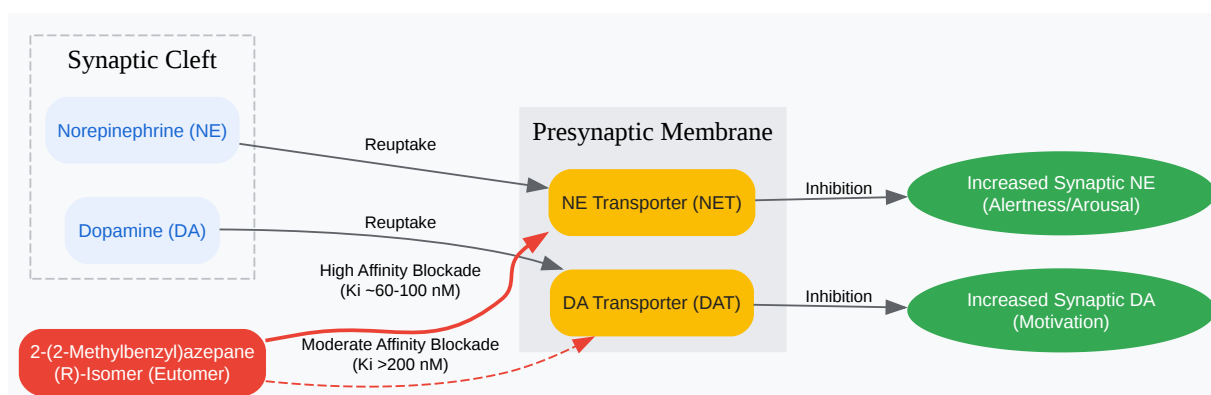 Synaptic Cleft
Norepinephrine (NE)
Dopamine (DA)
2-(2-Methylbenzyl)azepane
(R)-Isomer (Eutomer)
Reuptake
Reuptake
High Affinity Blockade
(Ki ~60-100 nM)
Moderate Affinity Blockade
(Ki >200 nM)
Presynaptic Membrane
NE Transporter (NET)
DA Transporter (DAT)
Inhibition
Inhibition
Increased Synaptic NE
(Alertness/Arousal)
Increased Synaptic DA
(Motivation)